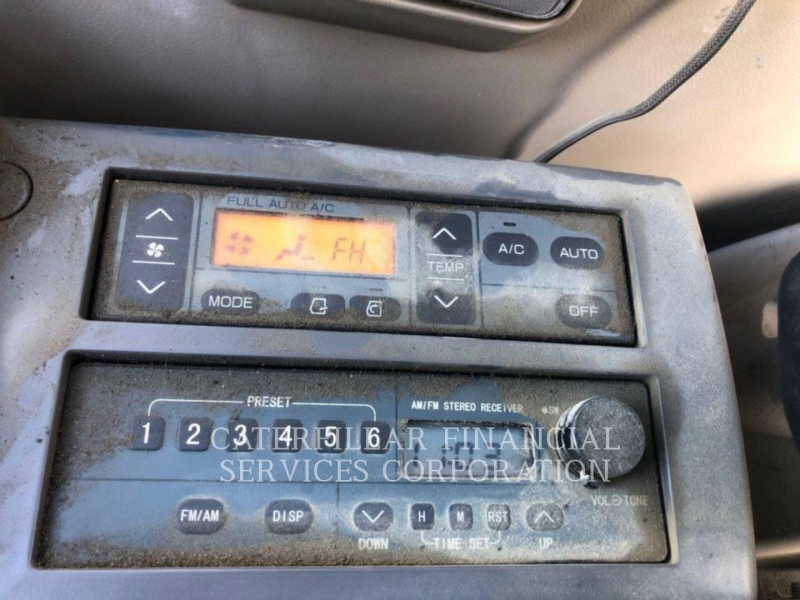 FULL AUTO A/C
FH
TEMP
A/C
AUTO
MODE
OFF
PRESET
AM/FM STEREO RECEIVER
1 2 3 4 5 6
CATERPILLAR FINANCIAL
SERVICES CORPORATION
VOL TONE
FM/AM
DISP
H M RST
DOWN
TIME SET
UP